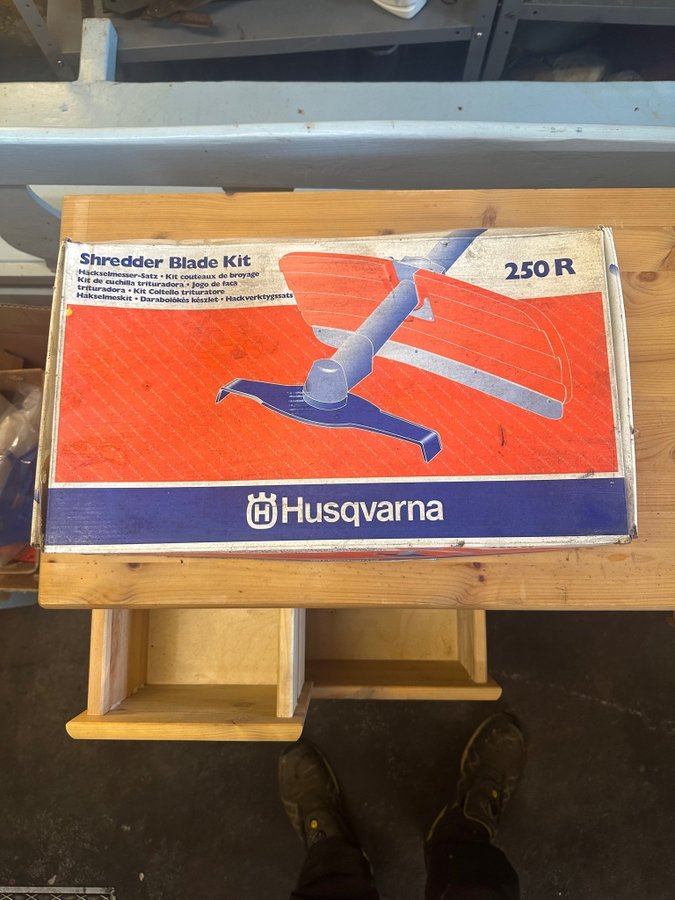 Shredder Blade Kit
Häckselmesser-Satz • Kit couteaux de broyage
Kit de cuchilla trituradora • Jogo de faca
trituradora • Kit Coltello trituratore
Hakselmeskit • Darabolókés készlet • Hackverktygssats
250 R
H Husqvarna